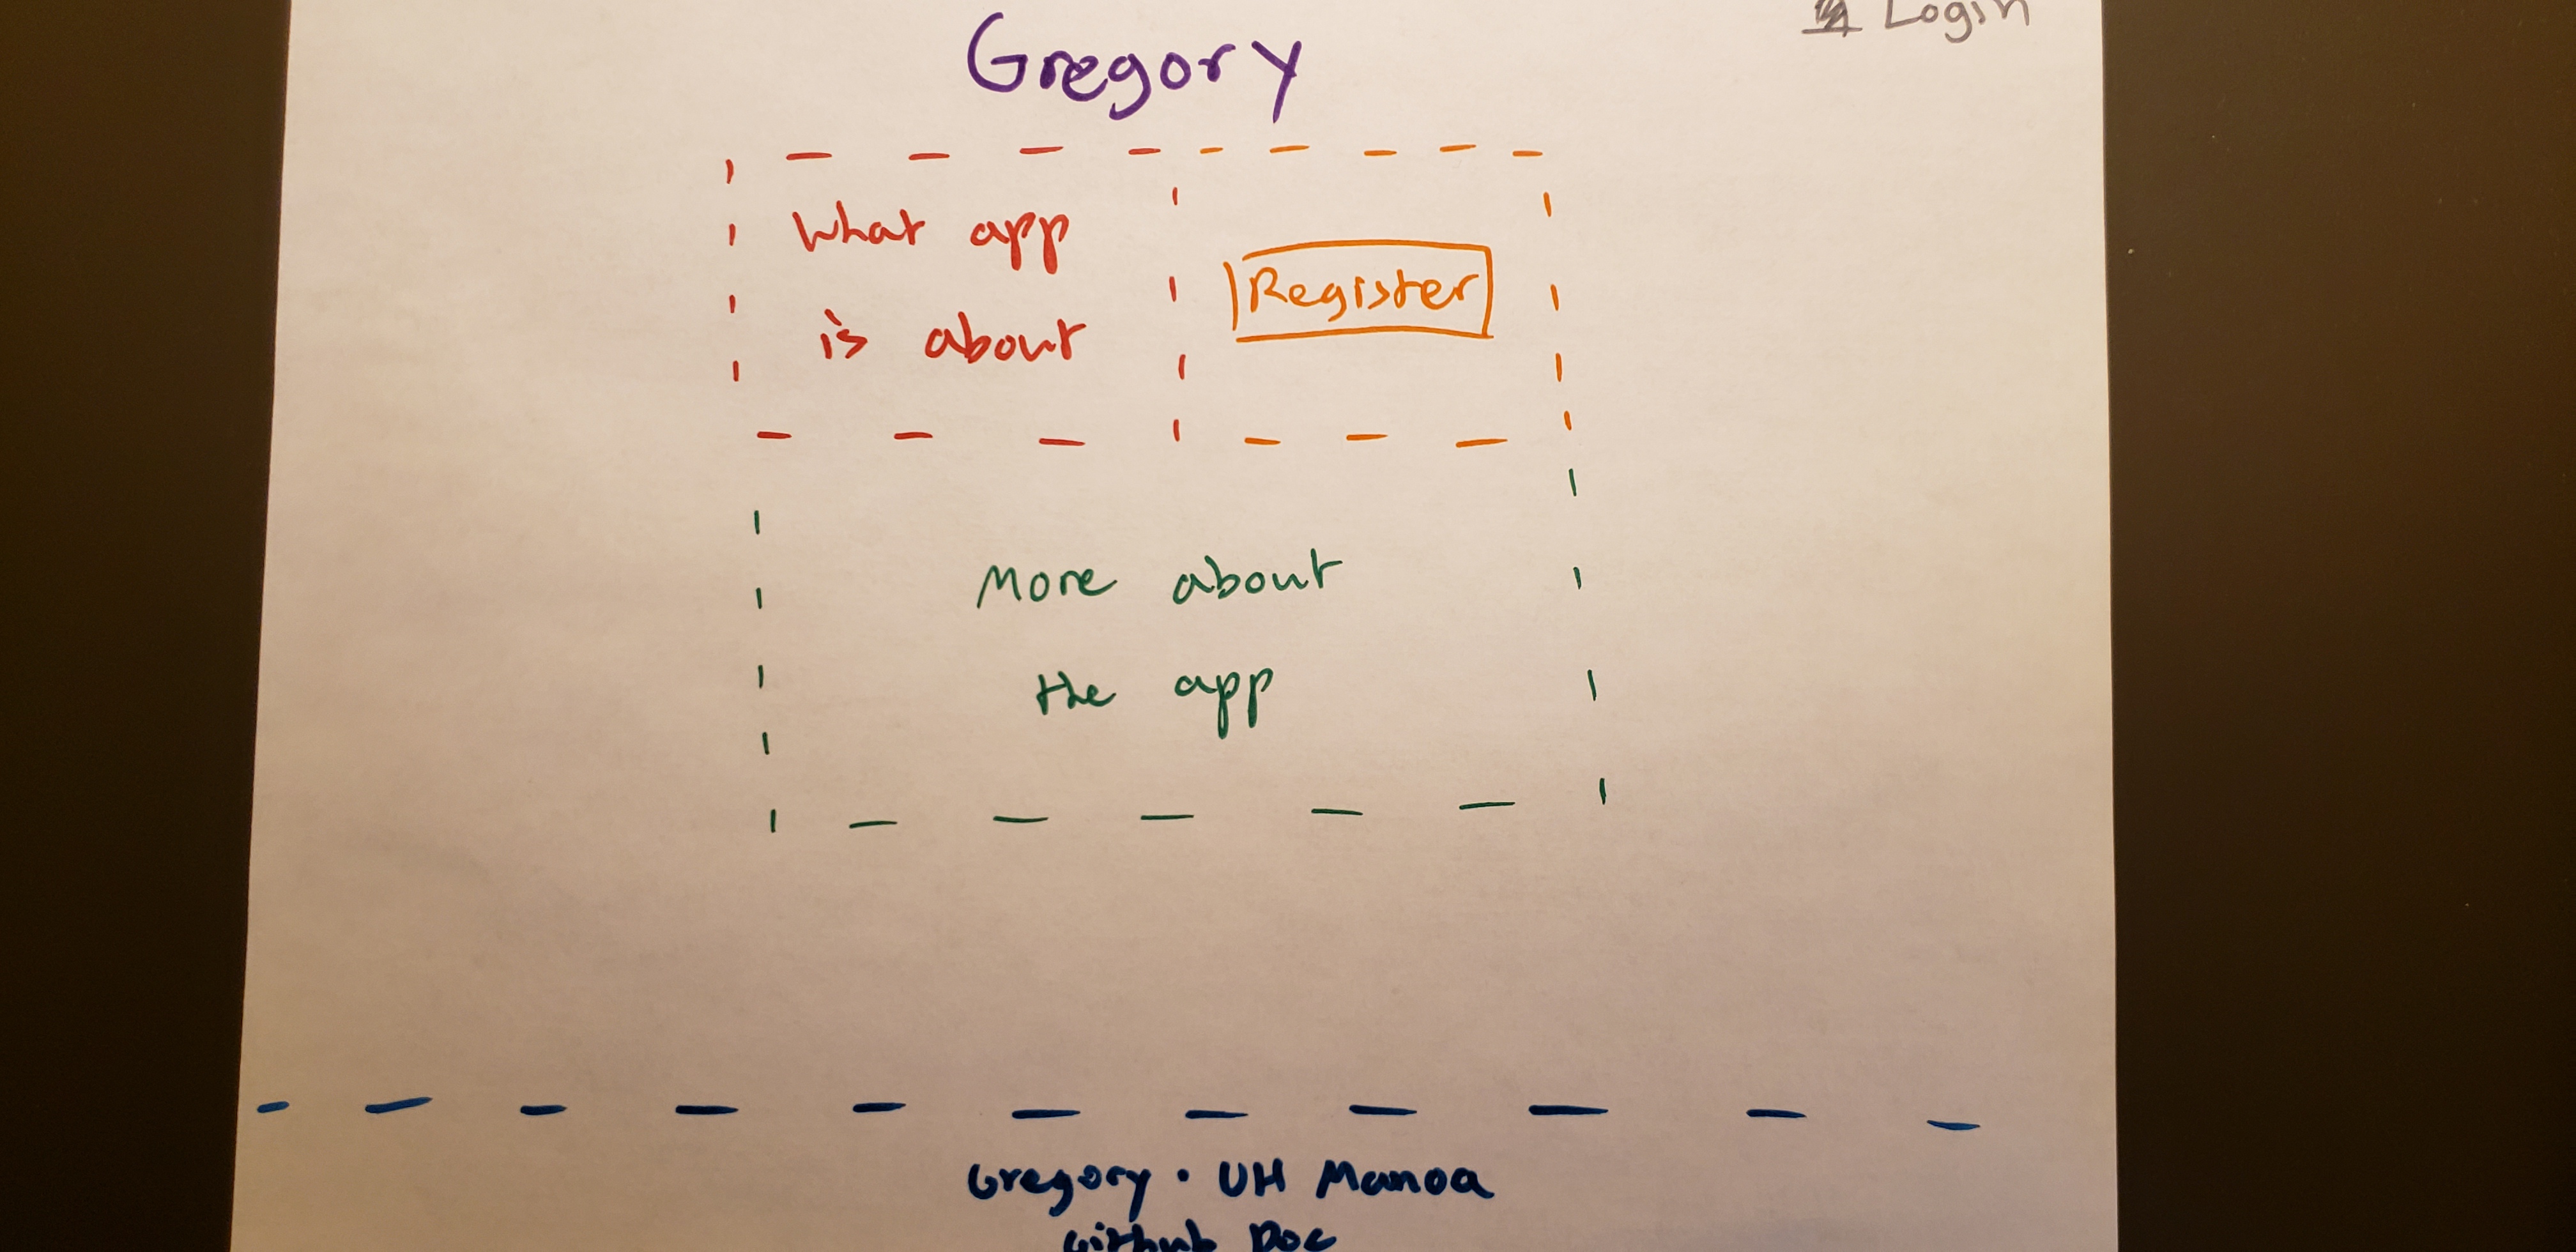 Login
Gregory
What app
is about
Register
More about
the app
Gregory · UH Manoa
Github Doc